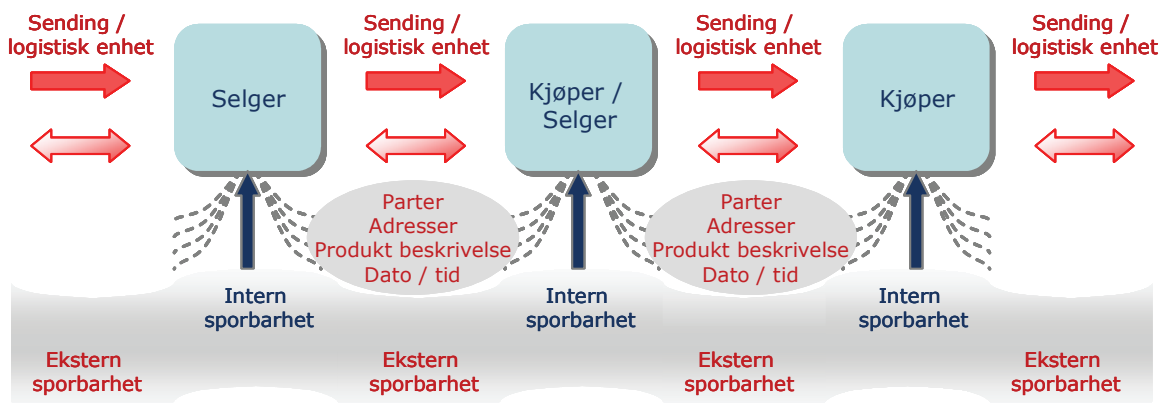 Sending /
logistisk enhet
Sending /
logistisk enhet
Sending /
logistisk enhet
Sending /
logistisk enhet
Selger
Kjøper /
Selger
Kjøper
Parter
Adresser
Produkt beskrivelse
Dato / tid
Parter
Adresser
Produkt beskrivelse
Dato / tid
Intern
sporbarhet
Intern
sporbarhet
Intern
sporbarhet
Ekstern
sporbarhet
Ekstern
sporbarhet
Ekstern
sporbarhet
Ekstern
sporbarhet